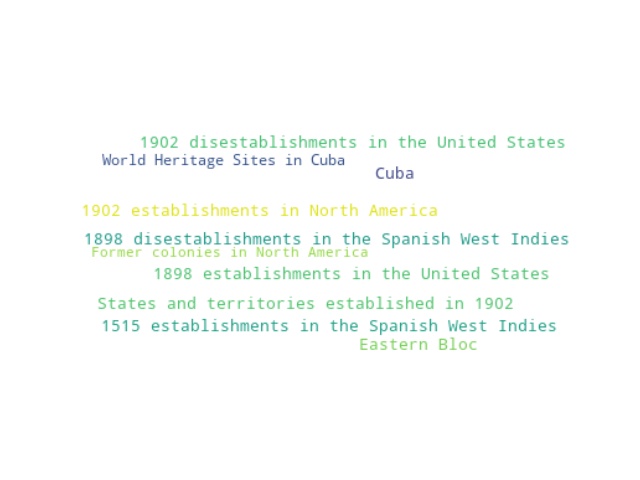 1902 disestablishments in the United States
World Heritage Sites in Cuba
Cuba
1902 establishments in North America
1898 disestablishments in the Spanish West Indies
Former colonies in North America
1898 establishments in the United States
States and territories established in 1902
1515 establishments in the Spanish West Indies
Eastern Bloc